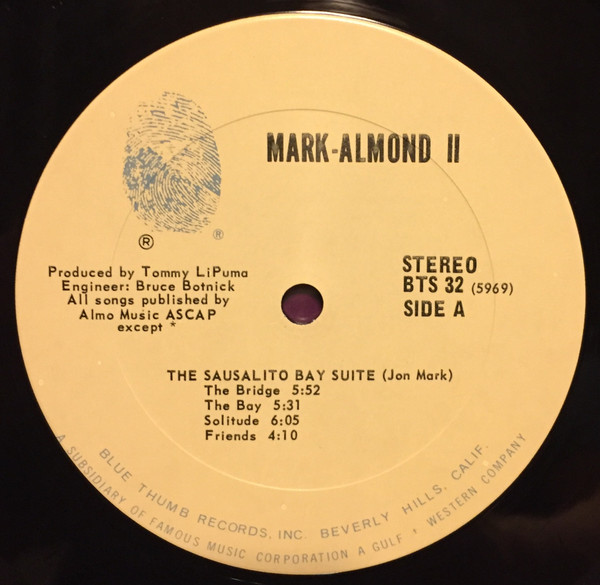 MARK-ALMOND II
®
®
Produced by Tommy LiPuma
Engineer: Bruce Botnick
All songs published by
Almo Music ASCAP
except *
STEREO
BTS 32 (5969)
SIDE A
THE SAUSALITO BAY SUITE (Jon Mark)
The Bridge 5:52
The Bay 5:31
Solitude 6:05
Friends 4:10
BLUE THUMB RECORDS, INC. BEVERLY HILLS, CALIF.
A SUBSIDIARY OF FAMOUS MUSIC CORPORATION A GULF + WESTERN COMPANY